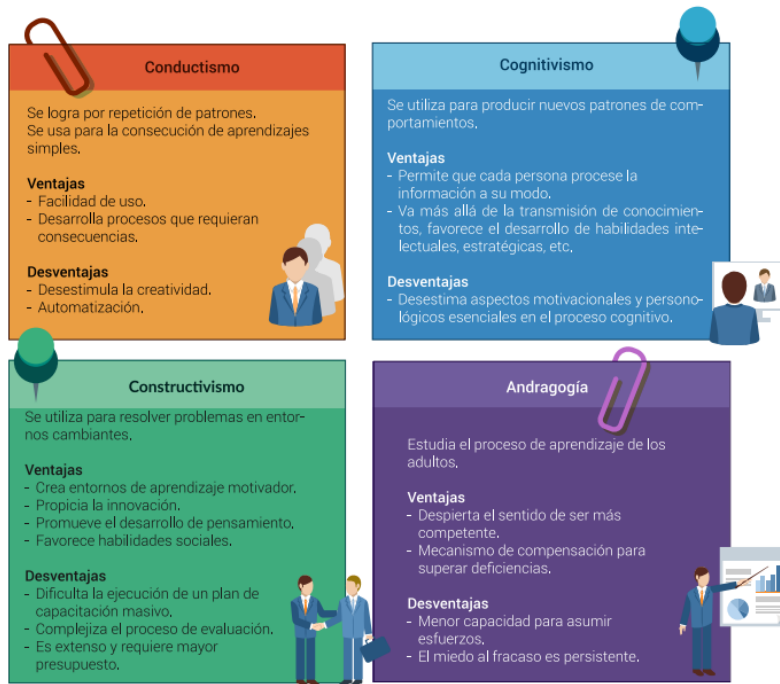 Conductismo
Se logra por repetición de patrones.
Se usa para la consecución de aprendizajes
simples.
Ventajas
- Facilidad de uso.
- Desarrolla procesos que requieran
consecuencias.
Desventajas
- Desestimula la creatividad.
- Automatización.
Cognitivismo
Se utiliza para producir nuevos patrones de com-
portamientos.
Ventajas
- Permite que cada persona procese la
información a su modo.
- Va más allá de la transmisión de conocimien-
tos, favorece el desarrollo de habilidades inte-
lectuales, estratégicas, etc.
Desventajas
- Desestima aspectos motivacionales y perso-
nológicos esenciales en el proceso cognitivo.
Constructivismo
Se utiliza para resolver problemas en entor-
nos cambiantes.
Ventajas
- Crea entornos de aprendizaje motivador.
- Propicia la innovación.
- Promueve el desarrollo de pensamiento.
- Favorece habilidades sociales.
Desventajas
- Dificulta la ejecución de un plan de
capacitación masivo.
- Complejiza el proceso de evaluación.
- Es extenso y requiere mayor
presupuesto.
Andragogía
Estudia el proceso de aprendizaje de los
adultos.
Ventajas
- Despierta el sentido de ser más
competente.
- Mecanismo de compensación para
superar deficiencias.
Desventajas
- Menor capacidad para asumir
esfuerzos.
- El miedo al fracaso es persistente.